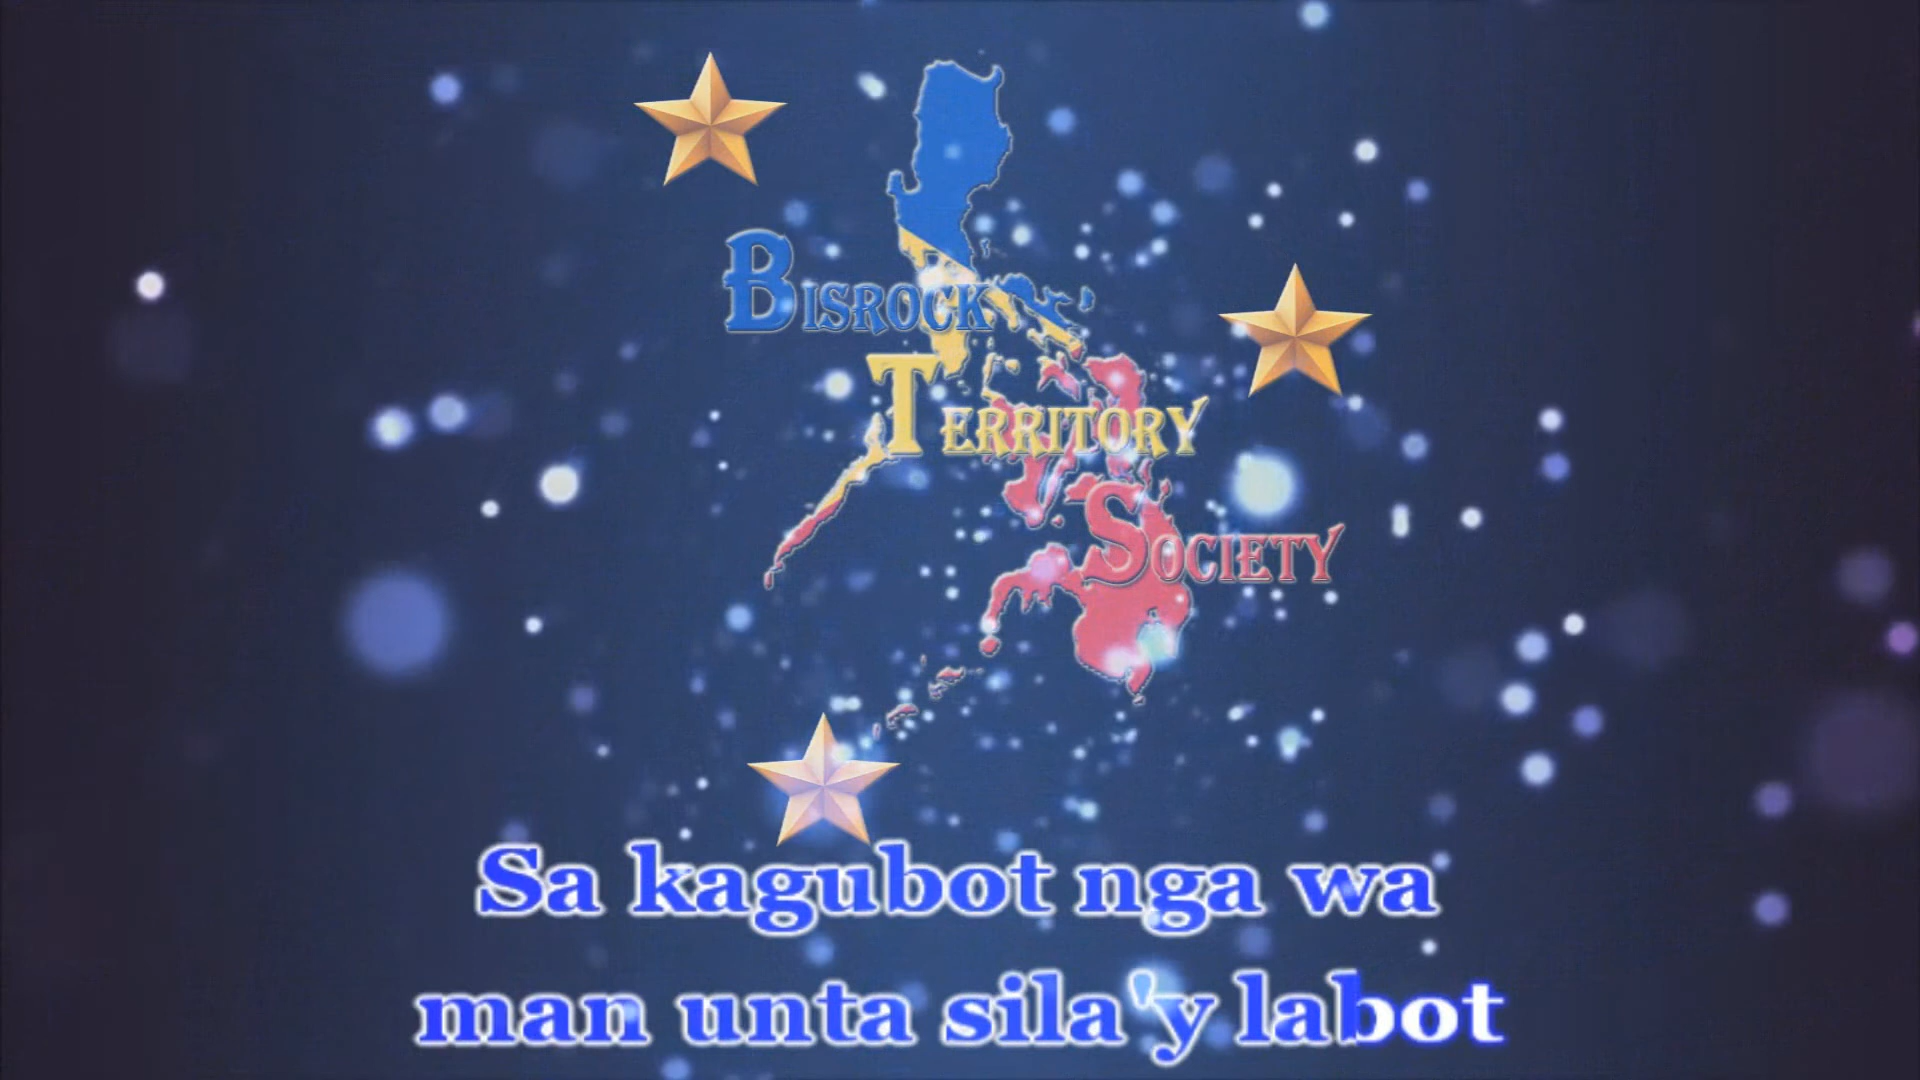 Bisrock
Territory
Society
Sa kagubot nga wa
man unta sila'y labot